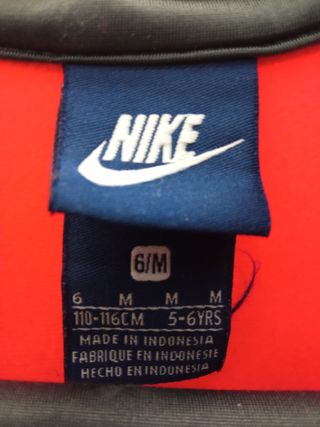 NIKE
6/M
6 M M M
110-116CM 5-6YRS
MADE IN INDONESIA
FABRIQUE EN INDONESIE
HECHO EN INDONESIA